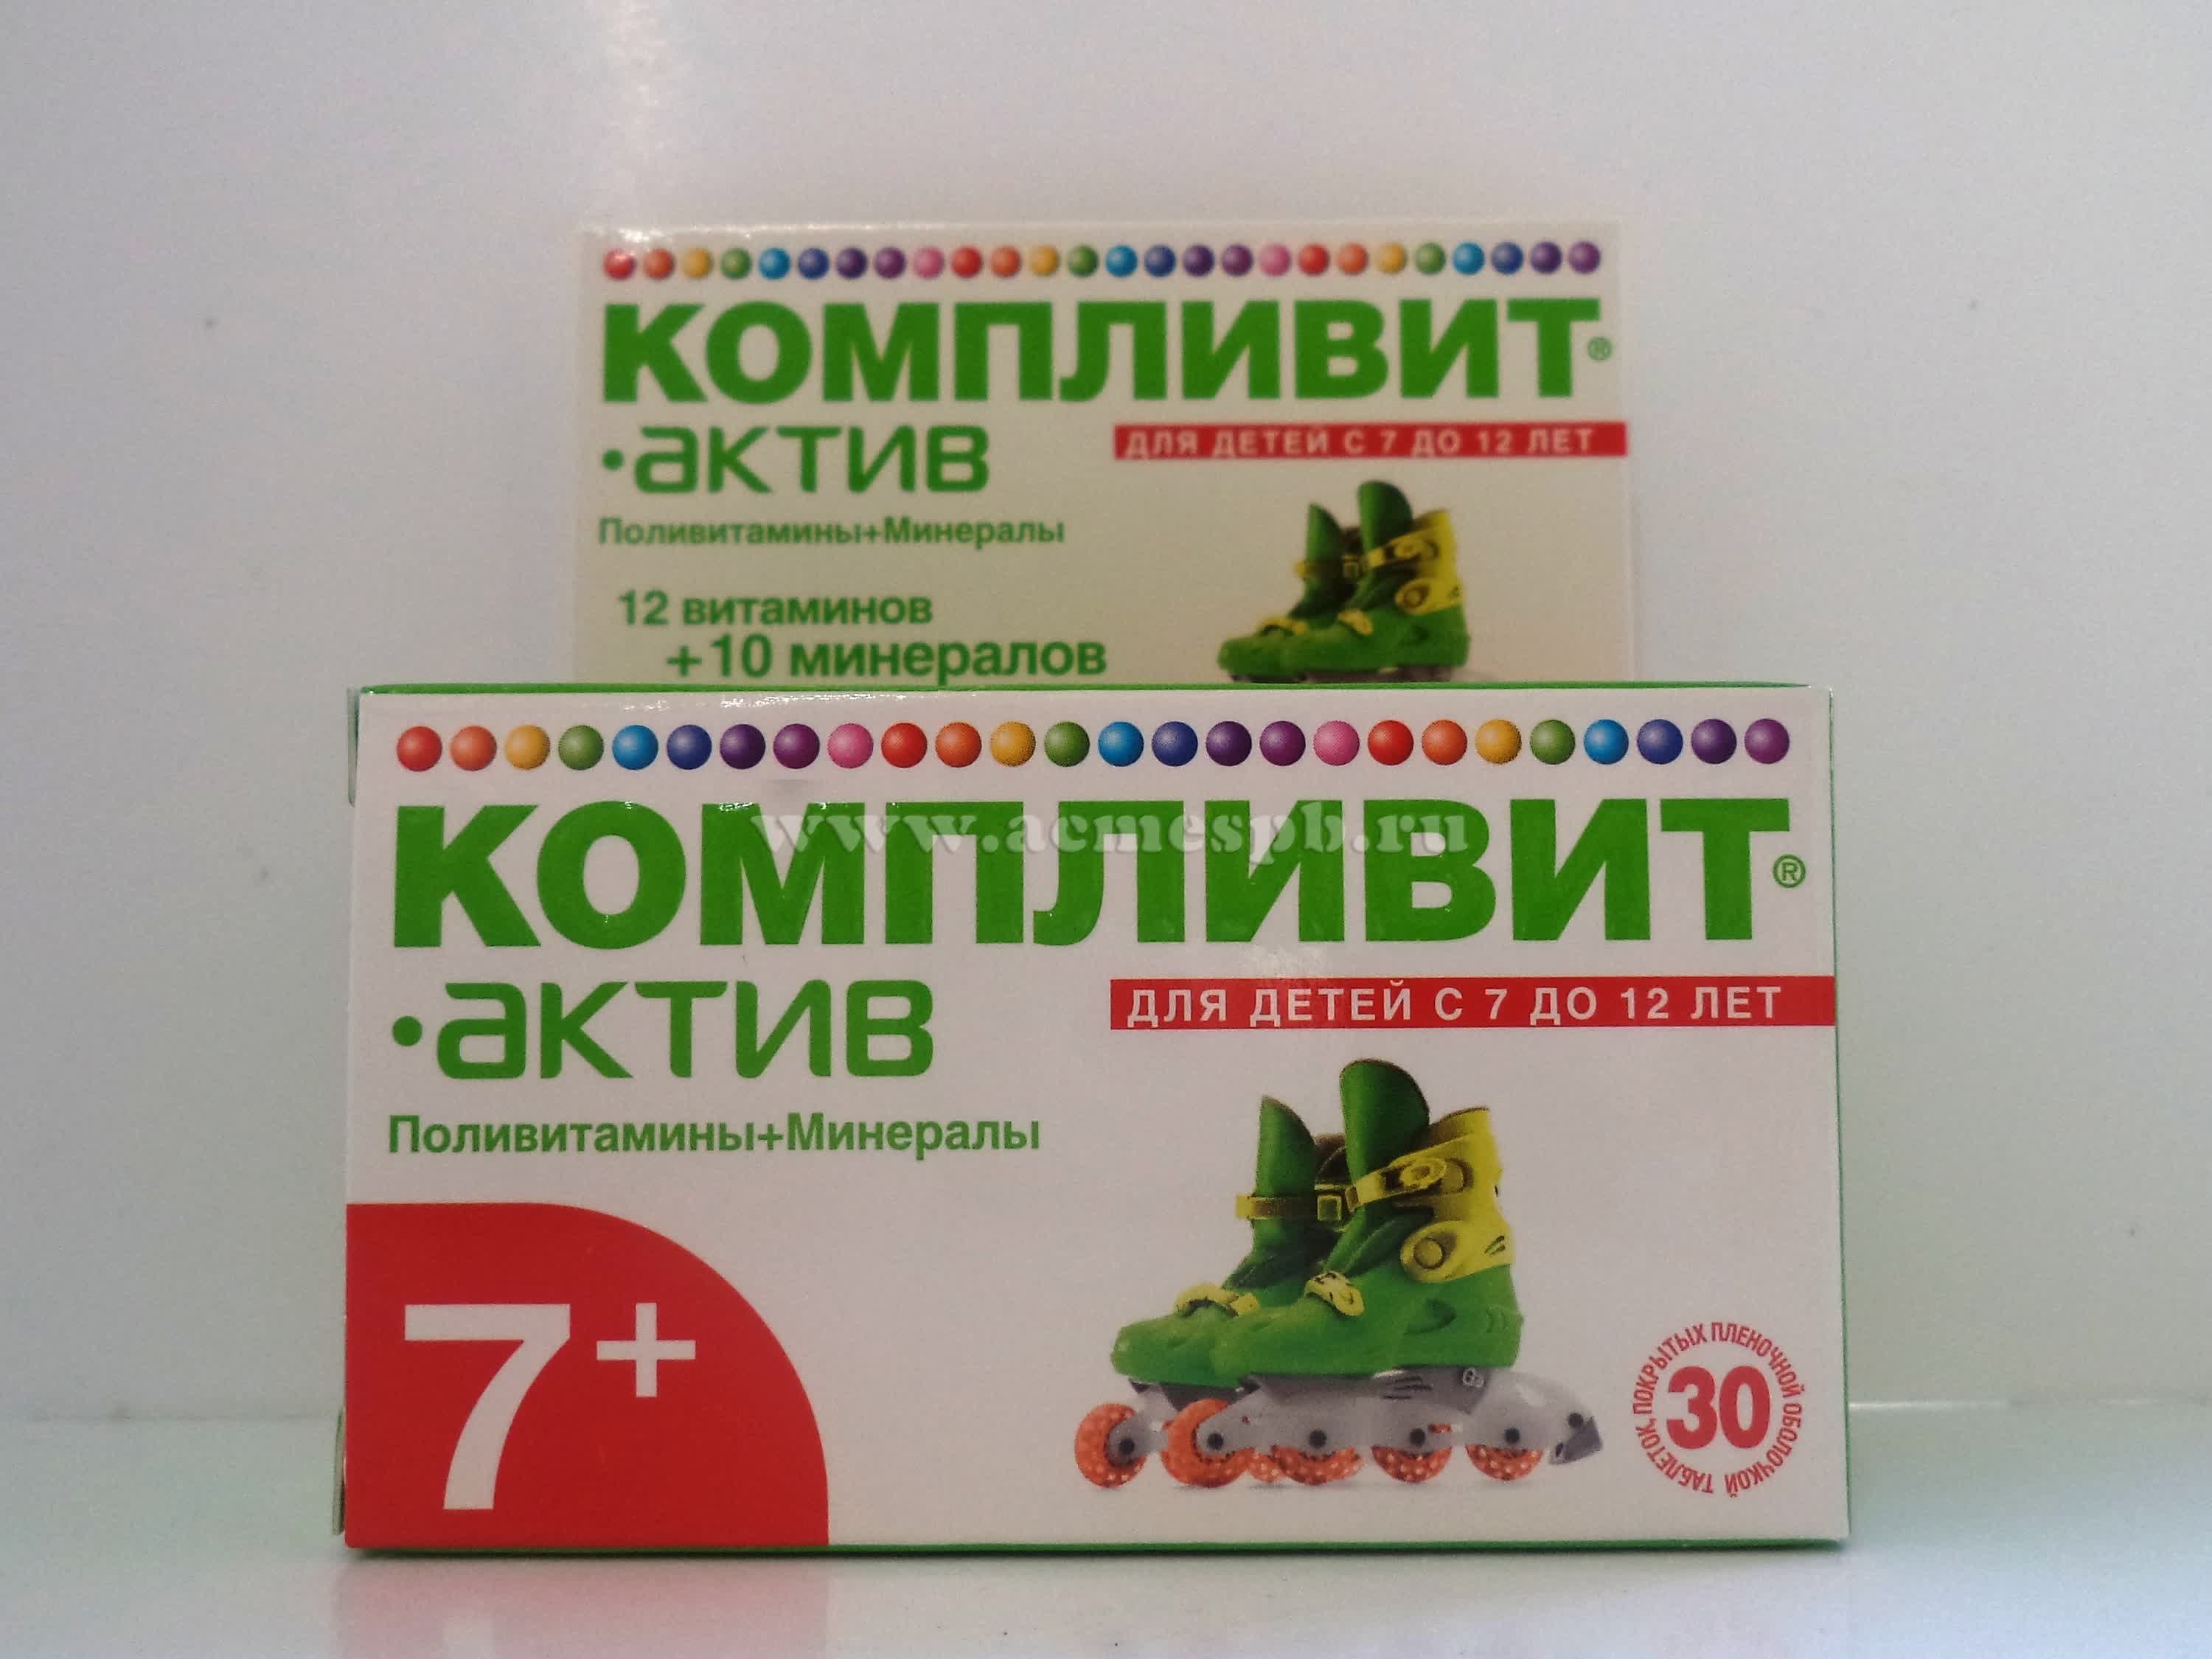 КОМПЛИВИТ®
•актив
ДЛЯ ДЕТЕЙ С 7 ДО 12 ЛЕТ
Поливитамины+Минералы
12 витаминов
+10 минералов
КОМПЛИВИТ®
www.acmespb.ru
•актив
ДЛЯ ДЕТЕЙ С 7 ДО 12 ЛЕТ
Поливитамины+Минералы
7+
30
ТАБЛЕТОК, ПОКРЫТЫХ ПЛЕНОЧНОЙ ОБОЛОЧКОЙ